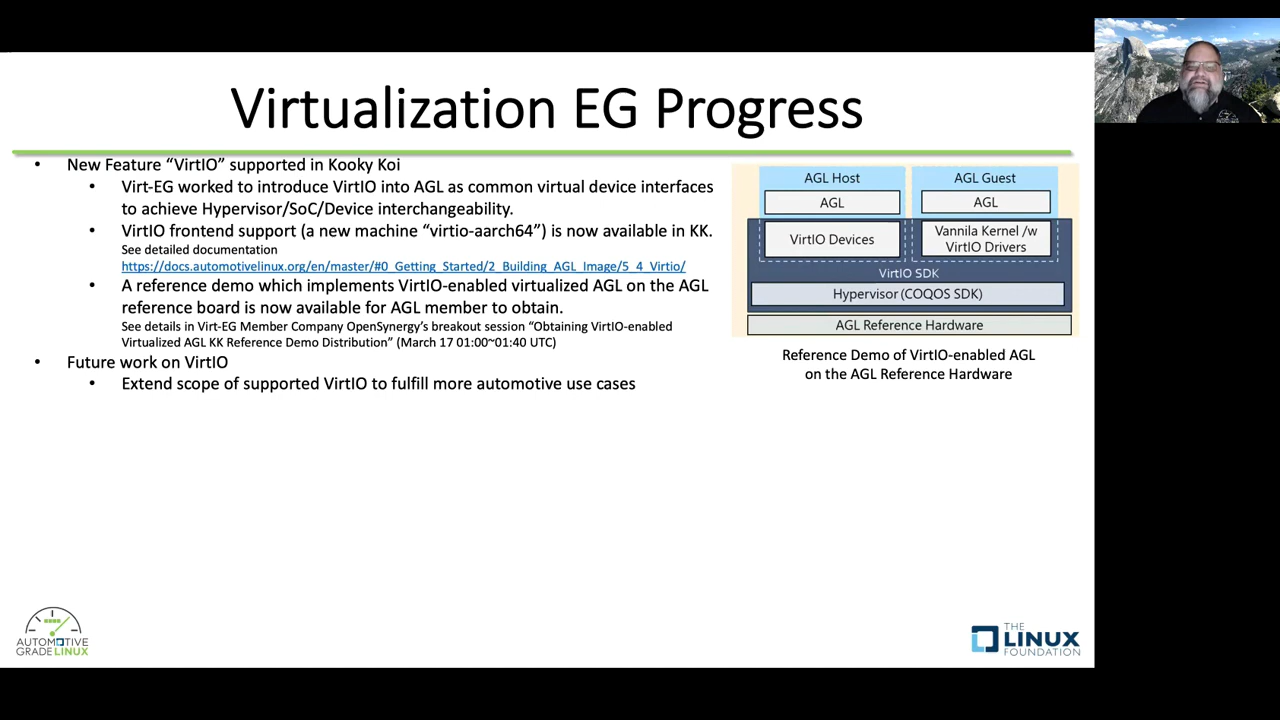 Virtualization EG Progress
• New Feature “VirtIO” supported in Kooky Koi
• Virt-EG worked to introduce VirtIO into AGL as common virtual device interfaces
to achieve Hypervisor/SoC/Device interchangeability.
• VirtIO frontend support (a new machine “virtio-aarch64”) is now available in KK.
See detailed documentation
https://docs.automotivelinux.org/en/master/#0_Getting_Started/2_Building_AGL_Image/5_4_Virtio/
• A reference demo which implements VirtIO-enabled virtualized AGL on the AGL
reference board is now available for AGL member to obtain.
See details in Virt-EG Member Company OpenSynergy’s breakout session “Obtaining VirtIO-enabled
Virtualized AGL KK Reference Demo Distribution” (March 17 01:00~01:40 UTC)
• Future work on VirtIO
• Extend scope of supported VirtIO to fulfill more automotive use cases
AGL Host
AGL Guest
AGL
AGL
VirtIO Devices
Vannila Kernel /w
VirtIO Drivers
VirtIO SDK
Hypervisor (COQOS SDK)
AGL Reference Hardware
Reference Demo of VirtIO-enabled AGL
on the AGL Reference Hardware
AUTOMOTIVE
GRADELINUX
THE
LINUX
FOUNDATION